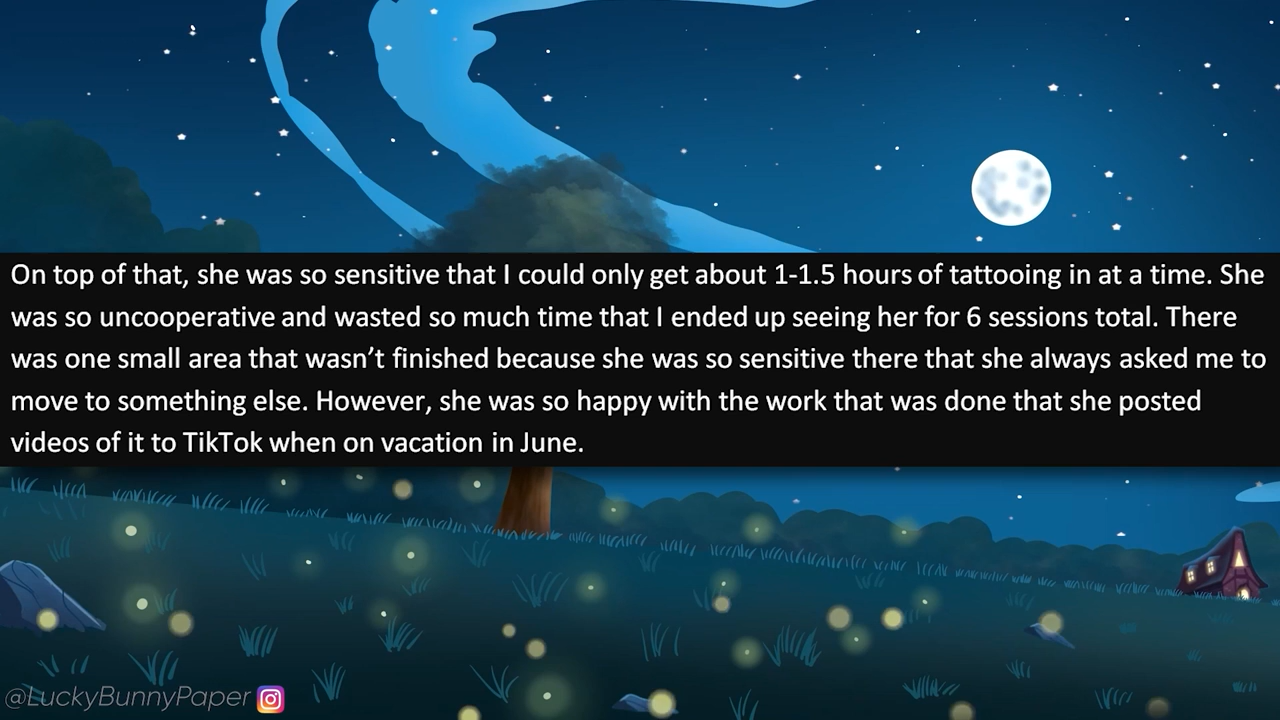 On top of that, she was so sensitive that I could only get about 1-1.5 hours of tattooing in at a time. She
was so uncooperative and wasted so much time that I ended up seeing her for 6 sessions total. There
was one small area that wasn’t finished because she was so sensitive there that she always asked me to
move to something else. However, she was so happy with the work that was done that she posted
videos of it to TikTok when on vacation in June.
@LuckyBunnyPaper